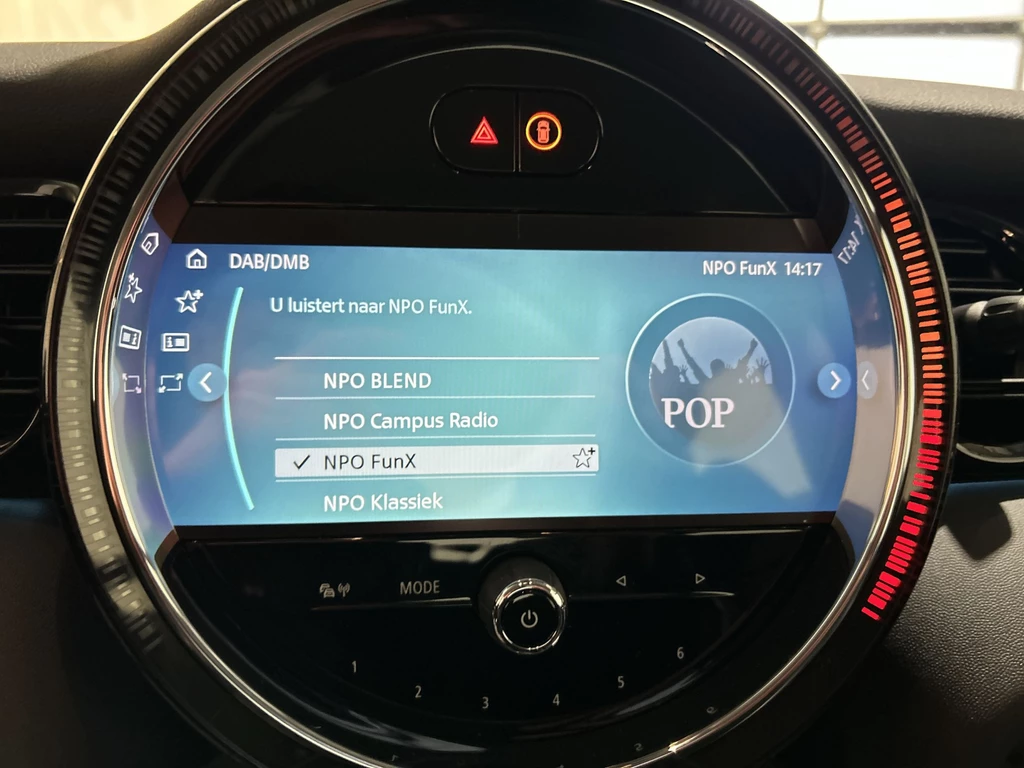 DAB/DMB
NPO FunX 14:17
U luistert naar NPO FunX.
NPO BLEND
NPO Campus Radio
NPO FunX
NPO Klassiek
POP
MODE
1
2
3
4
5
6